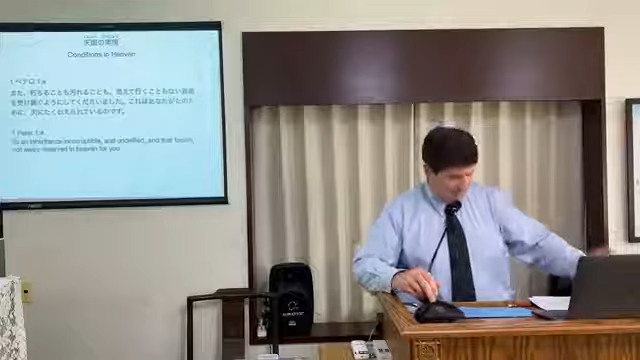 天国の実情
Conditions in Heaven
1 ペテロ 1:4
また、朽ちることも汚れることも、消えて行くこともない資産
を受け継ぐようにしてくださいました。これはあなたがたのた
めに、天にたくわえられているのです。
1 Peter 1:4
To an inheritance incorruptible, and undefiled, and that fadeth
not away, reserved in heaven for you